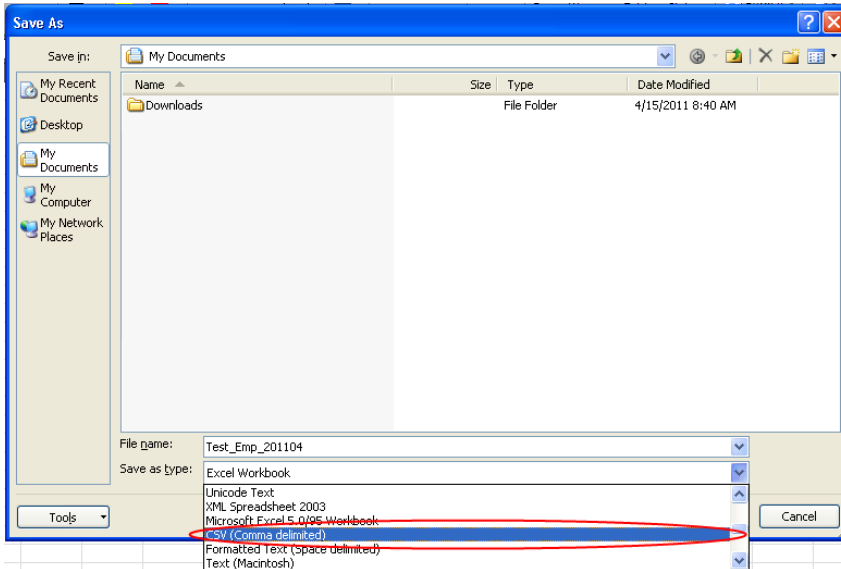 Save As
Save in:
My Documents
My Recent
Documents
Desktop
My
Documents
My
Computer
My Network
Places
Name Size Type Date Modified
Downloads File Folder 4/15/2011 8:40 AM
File name: Test_Emp_201104
Save as type: Excel Workbook
Unicode Text
XML Spreadsheet 2003
Microsoft Excel 5.0/95 Workbook
CSV (Comma delimited)
Formatted Text (Space delimited)
Text (Macintosh)
Tools
Cancel